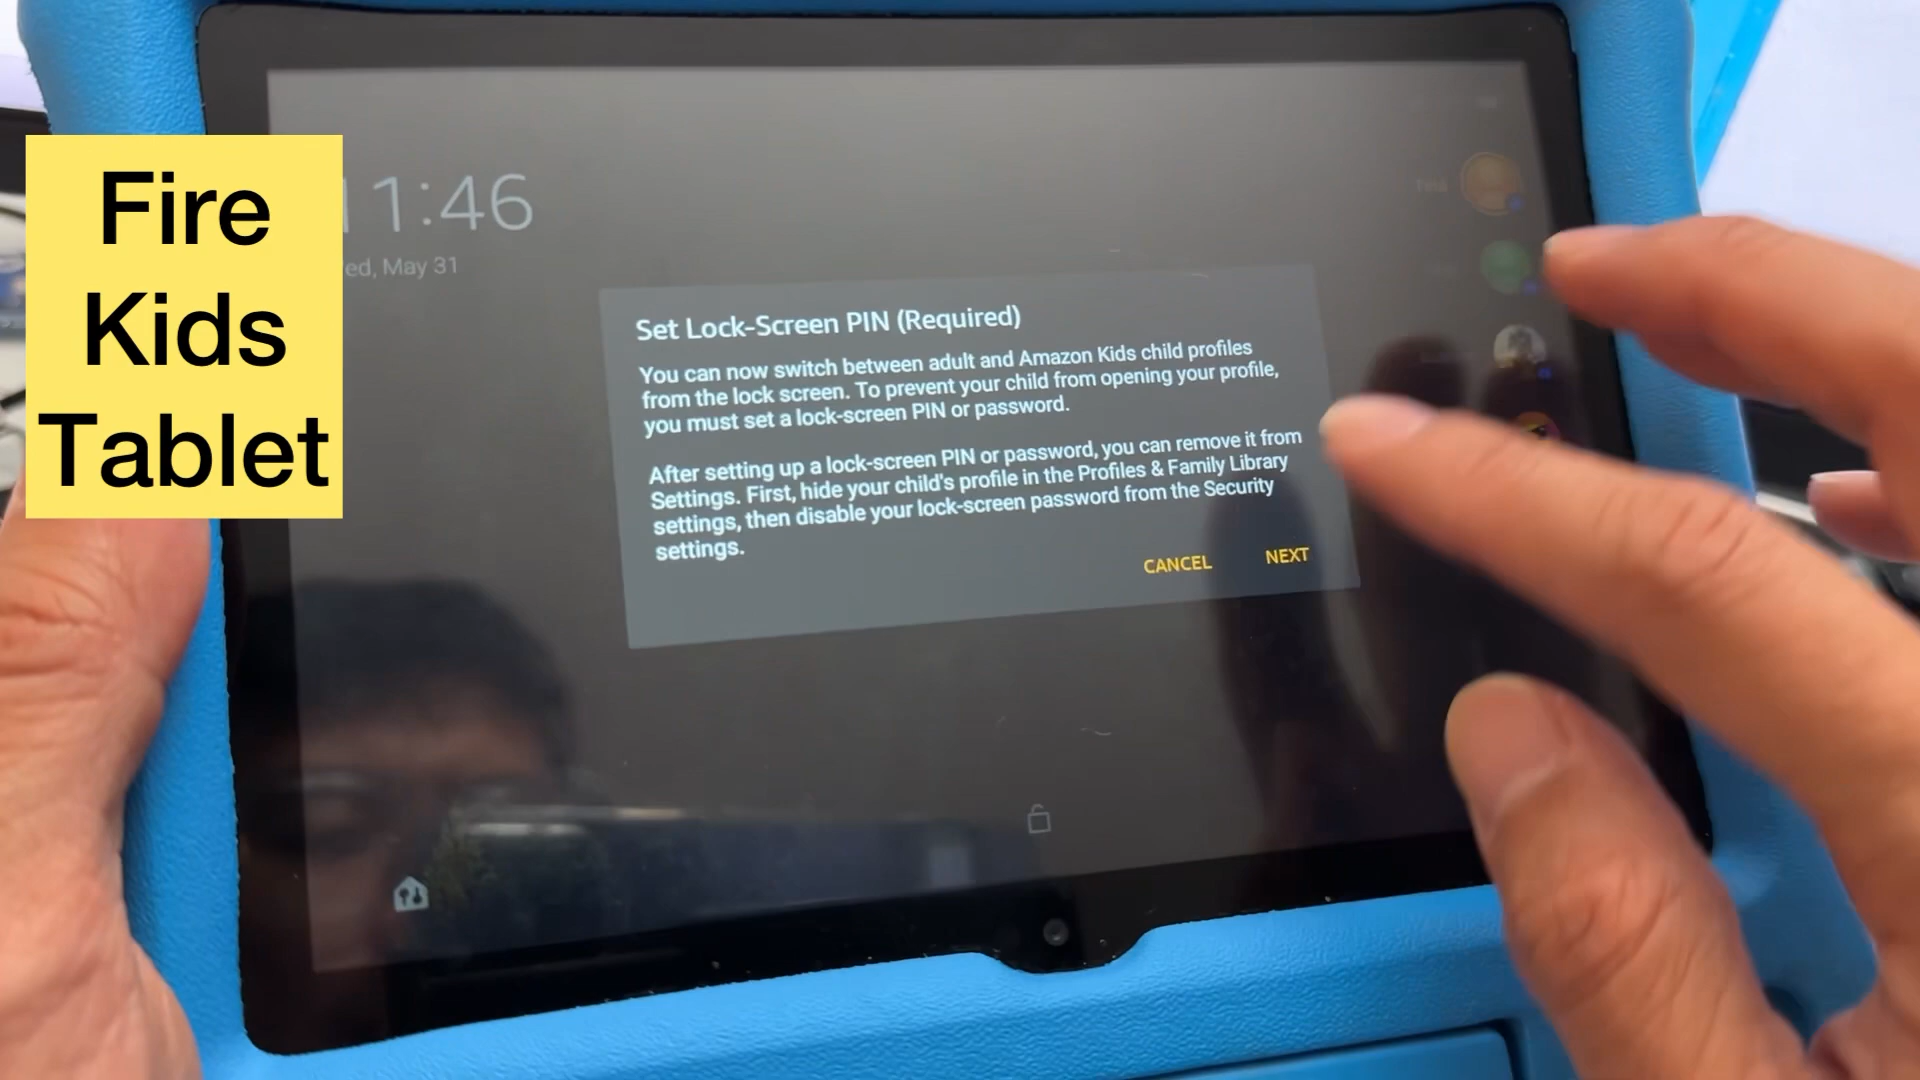 Fire
Kids
Tablet
11:46
ed, May 31
Set Lock-Screen PIN (Required)
You can now switch between adult and Amazon Kids child profiles
from the lock screen. To prevent your child from opening your profile,
you must set a lock-screen PIN or password.
After setting up a lock-screen PIN or password, you can remove it from
Settings. First, hide your child's profile in the Profiles & Family Library
settings, then disable your lock-screen password from the Security
settings.
CANCEL NEXT